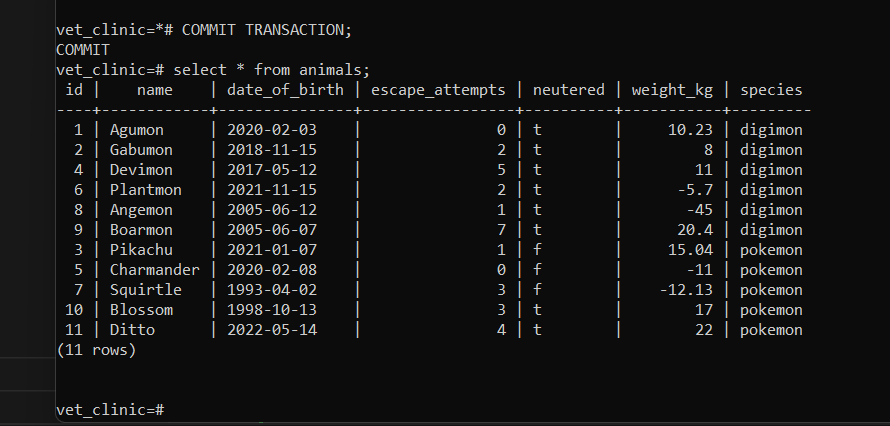 vet_clinic=*# COMMIT TRANSACTION;
COMMIT
vet_clinic=# select * from animals;
 id |    name    | date_of_birth | escape_attempts | neutered | weight_kg | species
----+------------+---------------+-----------------+----------+-----------+---------
  1 | Agumon     | 2020-02-03    |               0 | t        |     10.23 | digimon
  2 | Gabumon    | 2018-11-15    |               2 | t        |         8 | digimon
  4 | Devimon    | 2017-05-12    |               5 | t        |        11 | digimon
  6 | Plantmon   | 2021-11-15    |               2 | t        |      -5.7 | digimon
  8 | Angemon    | 2005-06-12    |               1 | t        |       -45 | digimon
  9 | Boarmon    | 2005-06-07    |               7 | t        |      20.4 | digimon
  3 | Pikachu    | 2021-01-07    |               1 | f        |     15.04 | pokemon
  5 | Charmander | 2020-02-08    |               0 | f        |       -11 | pokemon
  7 | Squirtle   | 1993-04-02    |               3 | f        |    -12.13 | pokemon
 10 | Blossom    | 1998-10-13    |               3 | t        |        17 | pokemon
 11 | Ditto      | 2022-05-14    |               4 | t        |        22 | pokemon
(11 rows)
vet_clinic=#